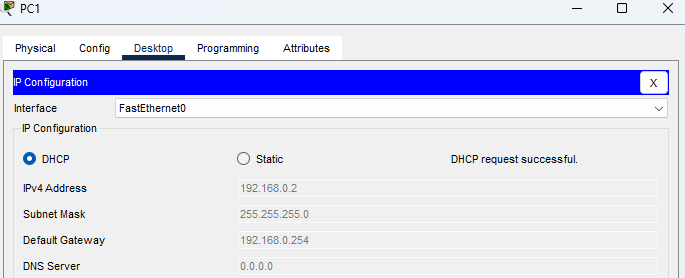 PC1
Physical Config Desktop Programming Attributes
IP Configuration X
Interface FastEthernet0
IP Configuration
DHCP Static DHCP request successful.
IPv4 Address 192.168.0.2
Subnet Mask 255.255.255.0
Default Gateway 192.168.0.254
DNS Server 0.0.0.0